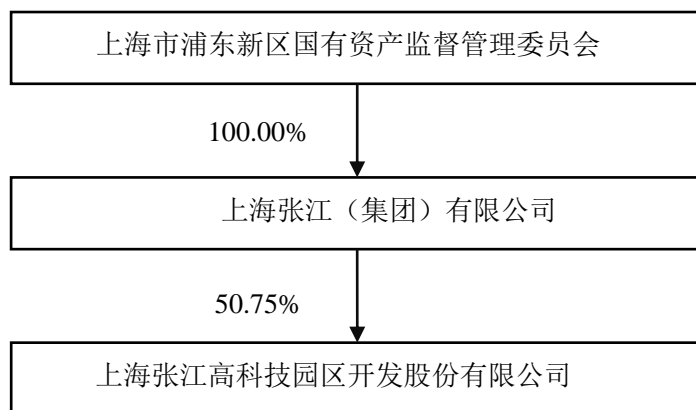 上海市浦东新区国有资产监督管理委员会
100.00%
上海张江（集团）有限公司
50.75%
上海张江高科技园区开发股份有限公司